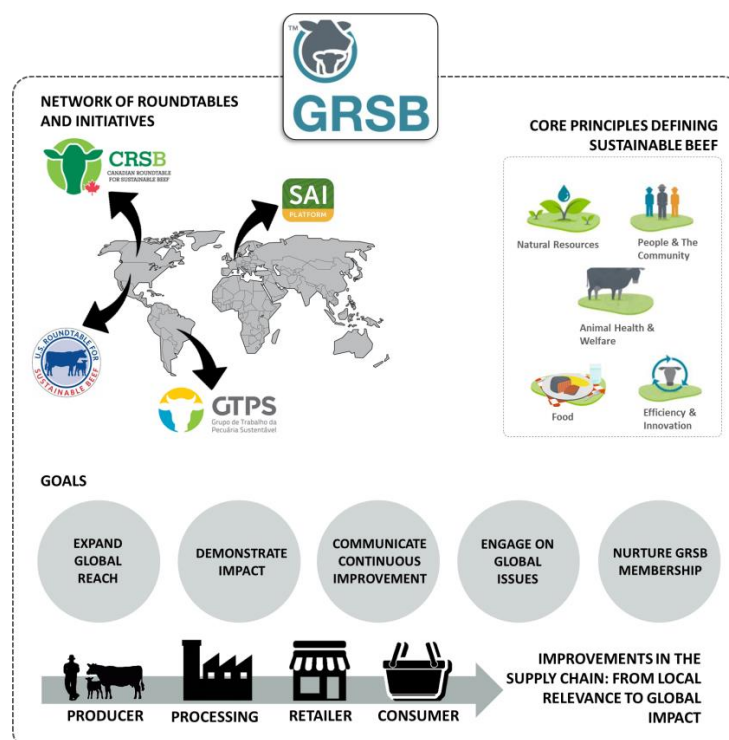 TM
GRSB
NETWORK OF ROUNDTABLES
AND INITIATIVES
CRSB
CANADIAN ROUNDTABLE
FOR SUSTAINABLE BEEF
SAI
PLATFORM
U.S. ROUNDTABLE FOR
SUSTAINABLE BEEF
GTPS
Grupo de Trabalho da
Pecuária Sustentável
CORE PRINCIPLES DEFINING
SUSTAINABLE BEEF
Natural Resources
People & The
Community
Animal Health &
Welfare
Food
Efficiency &
Innovation
GOALS
EXPAND
GLOBAL
REACH
DEMONSTRATE
IMPACT
COMMUNICATE
CONTINUOUS
IMPROVEMENT
ENGAGE ON
GLOBAL
ISSUES
NURTURE GRSB
MEMBERSHIP
PRODUCER
PROCESSING
RETAILER
CONSUMER
IMPROVEMENTS IN THE
SUPPLY CHAIN: FROM LOCAL
RELEVANCE TO GLOBAL
IMPACT